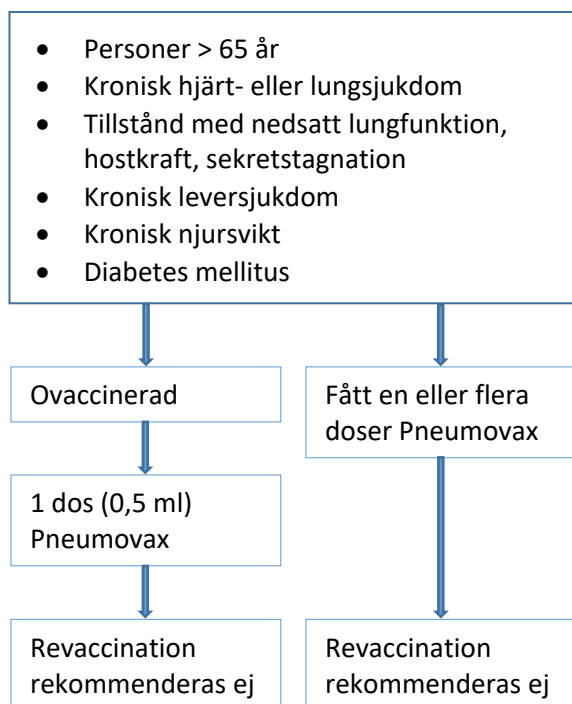 • Personer > 65 år
• Kronisk hjärt- eller lungsjukdom
• Tillstånd med nedsatt lungfunktion,
hostkraft, sekretstagnation
• Kronisk leversjukdom
• Kronisk njursvikt
• Diabetes mellitus
Ovaccinerad
1 dos (0,5 ml)
Pneumovax
Revaccination
rekommenderas ej
Fått en eller flera
doser Pneumovax
Revaccination
rekommenderas ej